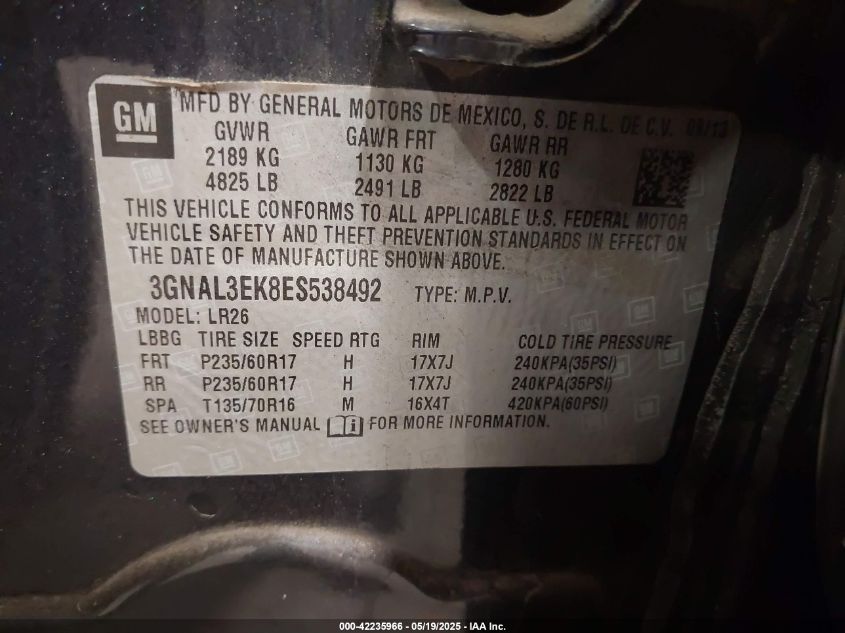 GM
MFD BY GENERAL MOTORS DE MEXICO, S. DE R.L. DE C.V. 09/13
GVWR GAWR FRT GAWR RR
2189 KG 1130 KG 1280 KG
4825 LB 2491 LB 2822 LB
THIS VEHICLE CONFORMS TO ALL APPLICABLE U.S. FEDERAL MOTOR
VEHICLE SAFETY AND THEFT PREVENTION STANDARDS IN EFFECT ON
THE DATE OF MANUFACTURE SHOWN ABOVE.
3GNAL3EK8ES538492 TYPE: M.P.V.
MODEL: LR26
LBBG TIRE SIZE SPEED RTG RIM COLD TIRE PRESSURE
FRT P235/60R17 H 17X7J 240KPA(35PSI)
RR P235/60R17 H 17X7J 240KPA(35PSI)
SPA T135/70R16 M 16X4T 420KPA(60PSI)
SEE OWNER'S MANUAL FOR MORE INFORMATION.
000-42235966 - 05/19/2025 - IAA Inc.